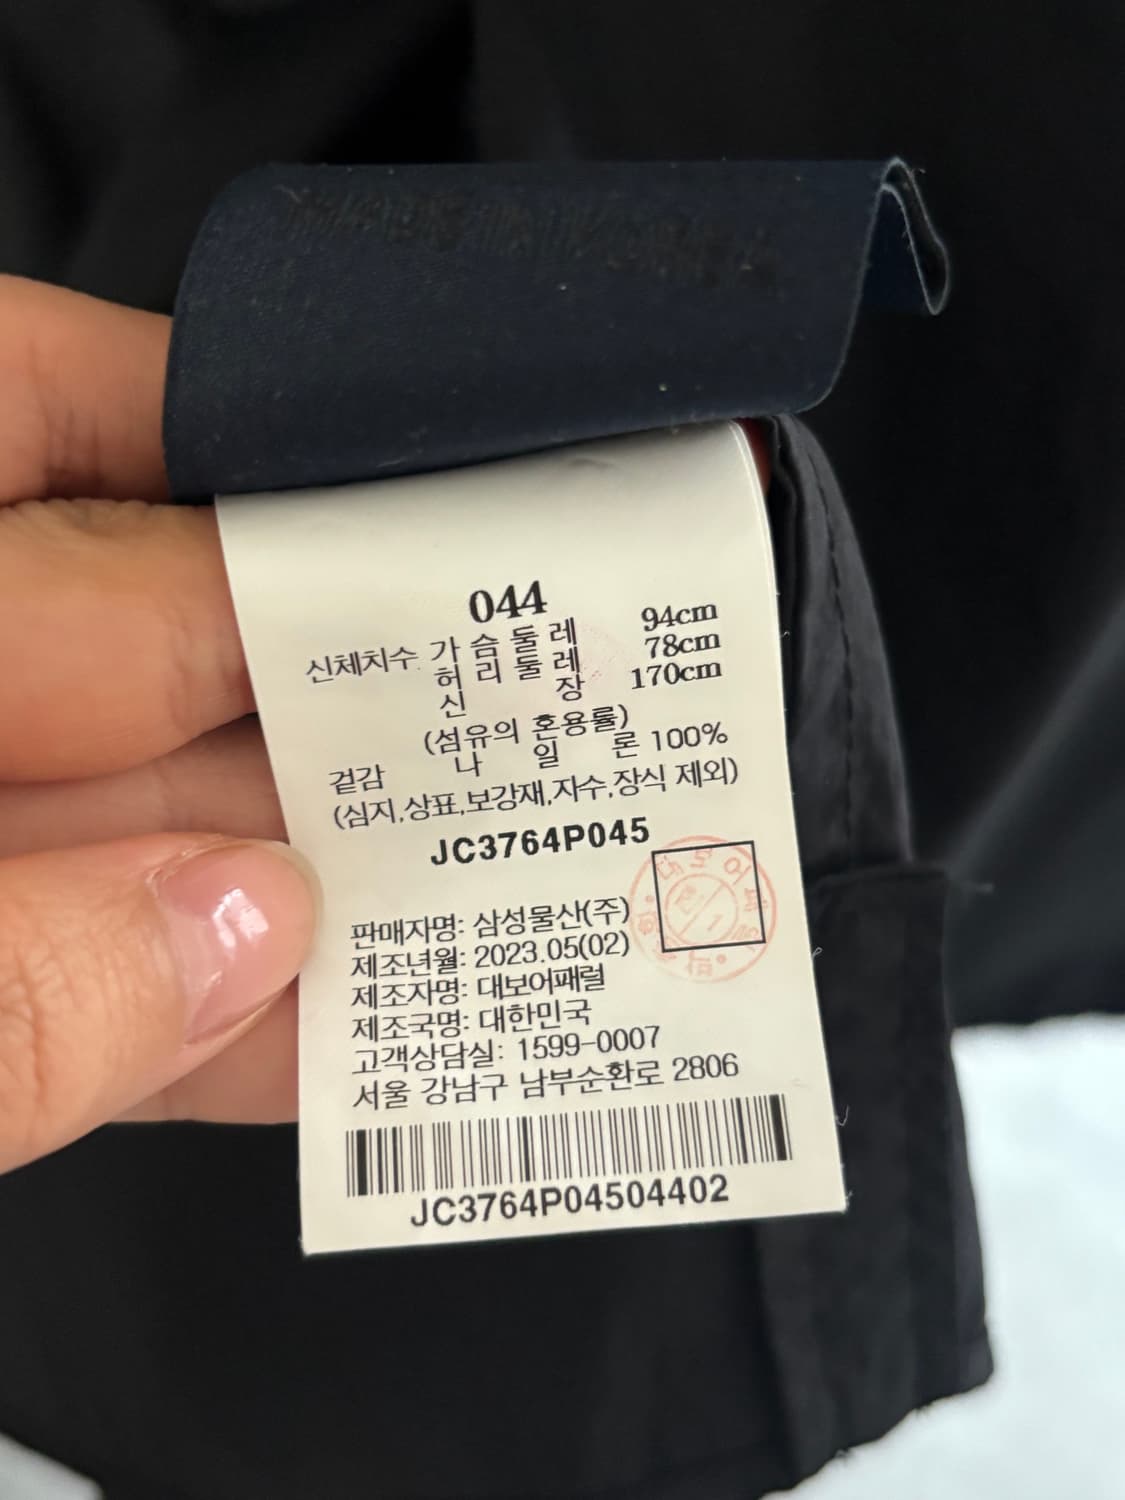 044
신체치수 가슴둘레 94cm
허리둘레 78cm
신 장 170cm
(섬유의 혼용률)
겉감 나 일 론 100%
(심지,상표,보강재,자수,장식 제외)
JC3764P045
판매자명: 삼성물산(주)
제조년월: 2023.05(02)
제조자명: 대보어패럴
제조국명: 대한민국
고객상담실: 1599-0007
서울 강남구 남부순환로 2806
JC3764P04504402